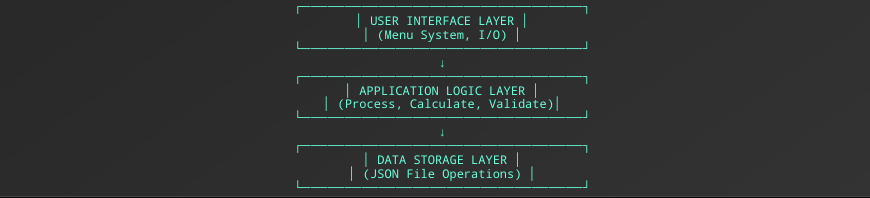 ┌─────────────────────────────────────┐
│ USER INTERFACE LAYER │
│ (Menu System, I/O) │
└─────────────────────────────────────┘
↓
┌─────────────────────────────────────┐
│ APPLICATION LOGIC LAYER │
│ (Process, Calculate, Validate)│
└─────────────────────────────────────┘
↓
┌─────────────────────────────────────┐
│ DATA STORAGE LAYER │
│ (JSON File Operations) │
└─────────────────────────────────────┘